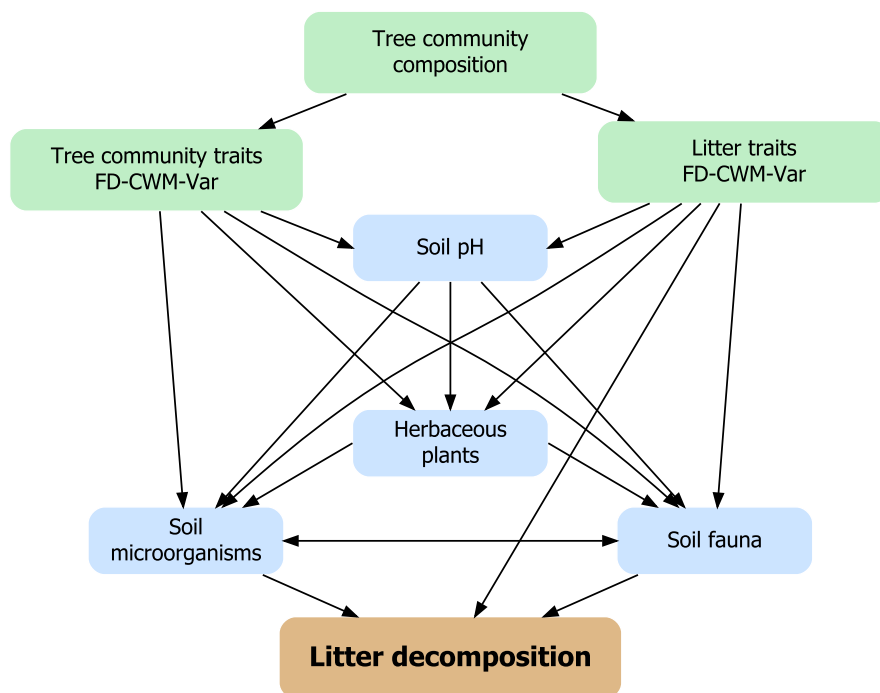 Tree community
composition
Tree community traits
FD-CWM-Var
Litter traits
FD-CWM-Var
Soil pH
Herbaceous
plants
Soil
microorganisms
Soil fauna
Litter decomposition